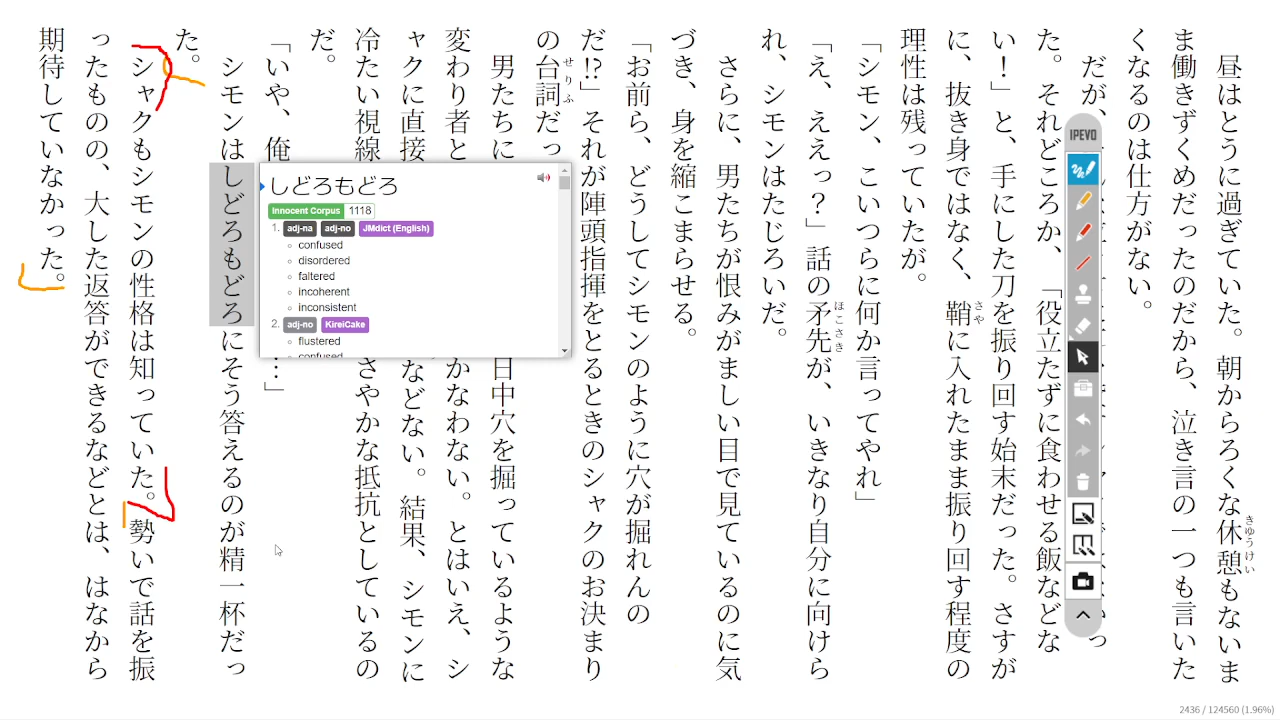 昼はとうに過ぎていた。朝からろくな休憩もないま
きゅうけい
ま働きずくめだったのだから、泣き言の一つも言いた
くなるのは仕方がない。
だが、
っ
た。それどころか、「役立たずに食わせる飯などな
い！」と、手にした刀を振り回す始末だった。さすが
に、抜き身ではなく、鞘に入れたまま振り回す程度の
さや
理性は残っていたが。
「シモン、こいつらに何か言ってやれ」
「え、ええっ？」話の矛先が、いきなり自分に向けら
ほこさき
れ、シモンはたじろいだ。
さらに、男たちが恨みがましい目で見ているのに気
づき、身を縮こまらせる。
「お前ら、どうしてシモンのように穴が掘れんの
だ!?」それが陣頭指揮をとるときのシャクのお決まり
の台詞だっ
せりふ
男たちに
日中穴を掘っているような
変わり者と
かなわない。とはいえ、シ
ャクに直接
などない。結果、シモンに
冷たい視線
さやかな抵抗としているの
だ。
「いや、俺
…」
シモンはしどろもどろにそう答えるのが精一杯だっ
た。
シャクもシモンの性格は知っていた。勢いで話を振
ったものの、大した返答ができるなどとは、はなから
期待していなかった。
しどろもどろ
Innocent Corpus 1118
1. adj-na adj-no JMdict (English)
confused
disordered
faltered
incoherent
inconsistent
2. adj-no KireiCake
flustered
confused
IPEVO
2436 / 124560 (1.96%)